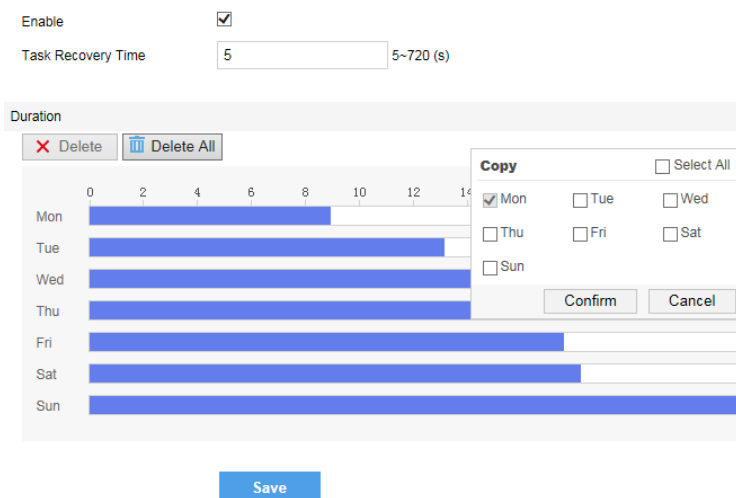 Enable
Task Recovery Time 5 5~720 (s)
Duration
Delete Delete All
Copy Select All
0 2 4 6 8 10 12
Mon Tue Wed
Thu Fri Sat
Sun
Confirm Cancel
Mon
Tue
Wed
Thu
Fri
Sat
Sun
Save